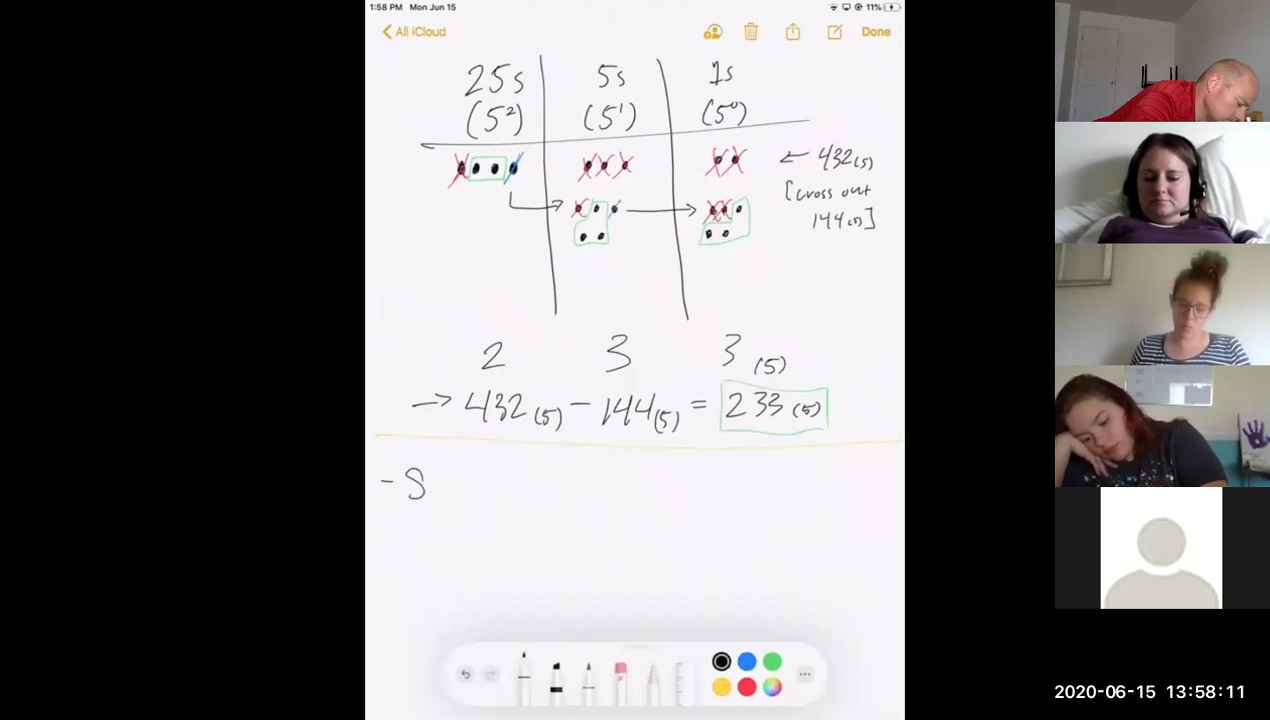 1:58 PM Mon Jun 15
11%
All iCloud
Done
25s 5s 1s
(5²) (5¹) (5⁰)
← 432(5)
[cross out
144(5)]
2 3 3 (5)
→ 432(5) - 144(5) = 233(5)
- S
2020-06-15 13:58:11